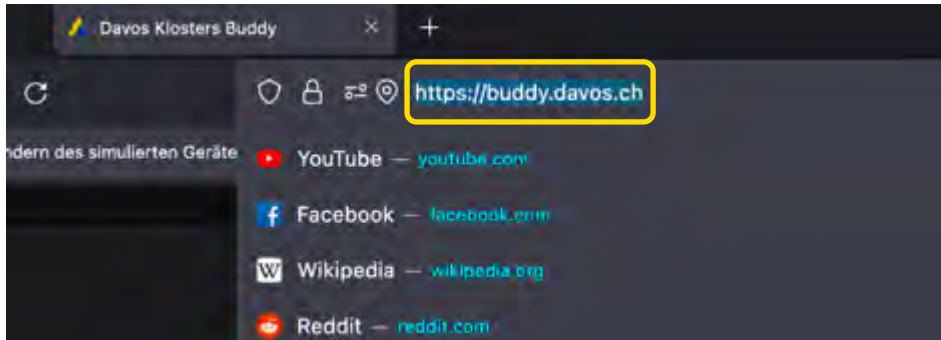 Davos Klosters Buddy
https://buddy.davos.ch
ndern des simulierten Geräte
YouTube — youtube.com
Facebook — facebook.com
Wikipedia — wikipedia.org
Reddit — reddit.com